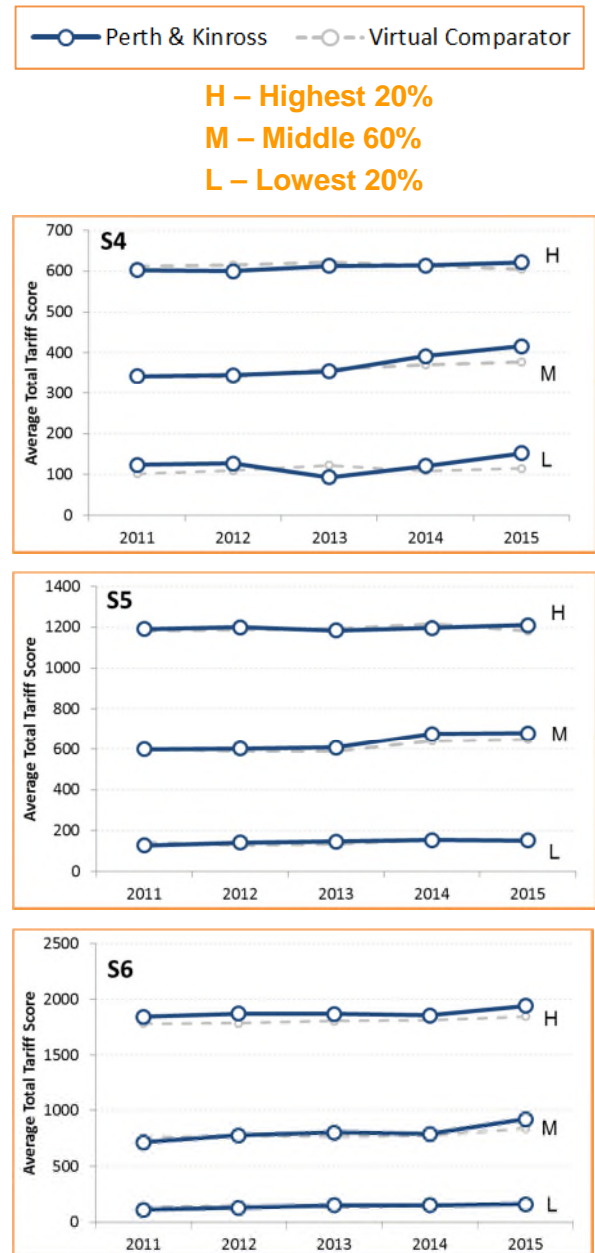 Perth & Kinross Virtual Comparator
H – Highest 20%
M – Middle 60%
L – Lowest 20%
S4
Average Total Tariff Score
700
600
500
400
300
200
100
0
H
M
L
2011 2012 2013 2014 2015
S5
Average Total Tariff Score
1400
1200
1000
800
600
400
200
0
H
M
L
2011 2012 2013 2014 2015
S6
Average Total Tariff Score
2500
2000
1500
1000
500
0
H
M
L
2011 2012 2013 2014 2015